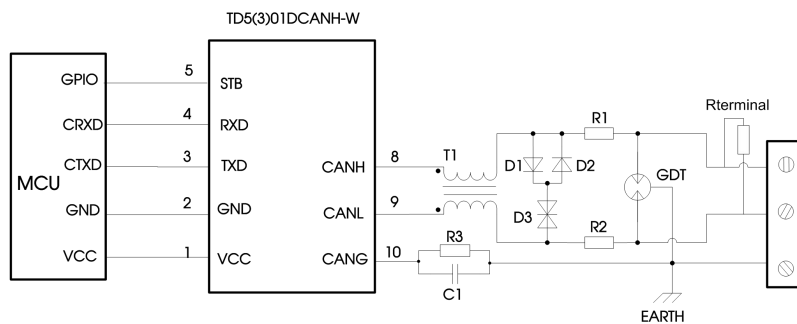 TD5(3)01DCANH-W
GPIO 5 STB
CRXD 4 RXD
CTXD 3 TXD
MCU
GND 2 GND
VCC 1 VCC
CANH 8
CANL 9
CANG 10
T1
D1 D2
D3
R1
R2
GDT
Rterminal
R3
C1
EARTH